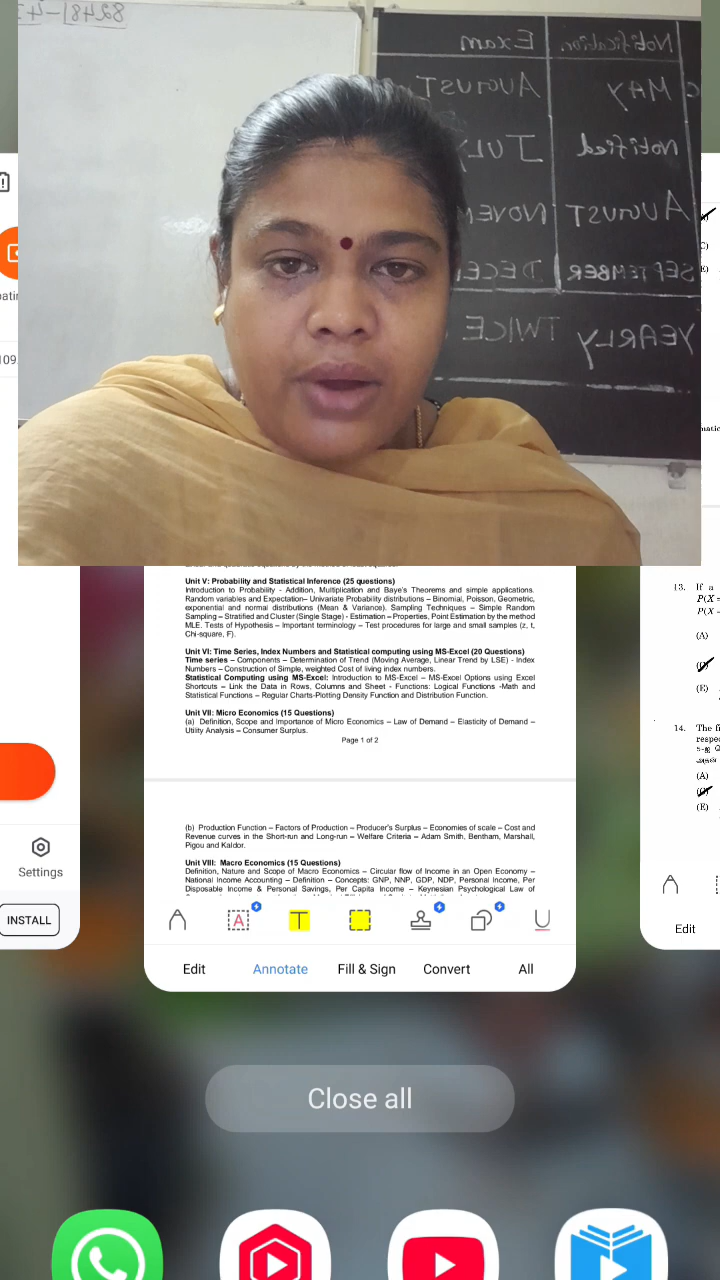 82481-43
Notification.
Exam
MAY
AUGUST
Notified
JULY
AUGUST
NOVEM
SEPTEMBER
DECE
YEARLY TWICE
109
Unit V: Probability and Statistical Inference (25 questions)
Introduction to Probability - Addition, Multiplication and Baye's Theorems and simple applications.
Random variables and Expectation– Univariate Probability distributions – Binomial, Poisson, Geometric,
exponential and normal distributions (Mean & Variance). Sampling Techniques – Simple Random
Sampling – Stratified and Cluster (Single Stage) - Estimation – Properties, Point Estimation by the method
MLE. Tests of Hypothesis – Important terminology – Test procedures for large and small samples (z, t,
Chi-square, F).
Unit VI: Time Series, Index Numbers and Statistical computing using MS-Excel (20 Questions)
Time series – Components – Determination of Trend (Moving Average, Linear Trend by LSE) - Index
Numbers – Construction of Simple, weighted Cost of living index numbers.
Statistical Computing using MS-Excel: Introduction to MS-Excel – MS-Excel Options using Excel
Shortcuts – Link the Data in Rows, Columns and Sheet - Functions: Logical Functions -Math and
Statistical Functions – Regular Charts-Plotting Density Function and Distribution Function.
Unit VII: Micro Economics (15 Questions)
(a) Definition, Scope and Importance of Micro Economics – Law of Demand – Elasticity of Demand –
Utility Analysis – Consumer Surplus.
Page 1 of 2
(b) Production Function – Factors of Production – Producer's Surplus – Economies of scale – Cost and
Revenue curves in the Short-run and Long-run – Welfare Criteria – Adam Smith, Bentham, Marshall,
Pigou and Kaldor.
Unit VIII: Macro Economics (15 Questions)
Definition, Nature and Scope of Macro Economics – Circular flow of Income in an Open Economy –
National Income Accounting – Definition – Concepts: GNP, NNP, GDP, NDP, Personal Income, Per
Disposable Income & Personal Savings, Per Capita Income – Keynesian Psychological Law of
Edit
Annotate
Fill & Sign
Convert
All
Settings
INSTALL
13. If a
P(X =
P(X =
(A)
(E)
14. The fi
respec
(A)
(E)
Edit
Close all